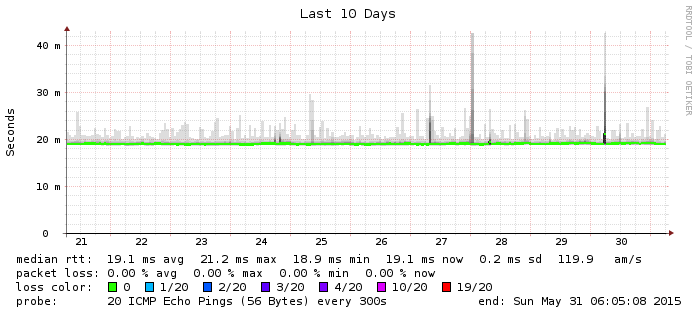 Last 10 Days
RRDTOOL / TOBI OETIKER
Seconds
40 m
30 m
20 m
10 m
0
21 22 23 24 25 26 27 28 29 30
median rtt: 19.1 ms avg 21.2 ms max 18.9 ms min 19.1 ms now 0.2 ms sd 119.9 am/s
packet loss: 0.00 % avg 0.00 % max 0.00 % min 0.00 % now
loss color: 0 1/20 2/20 3/20 4/20 10/20 19/20
probe: 20 ICMP Echo Pings (56 Bytes) every 300s end: Sun May 31 06:05:08 2015